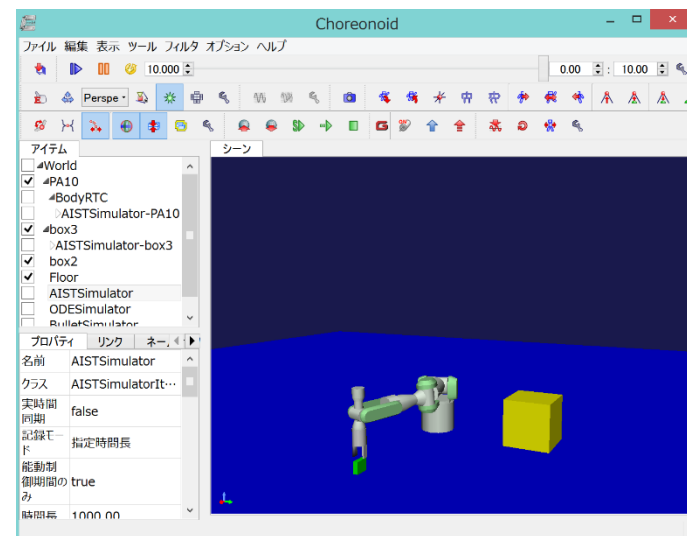 Choreonoid
ファイル 編集 表示 ツール フィルタ オプション ヘルプ
10.000 0.00 : 10.00
Perspe
アイテム シーン
World
PA10
BodyRTC
AISTSimulator-PA10
box3
AISTSimulator-box3
box2
Floor
AISTSimulator
ODESimulator
BulletSimulator
プロパティ リンク ネー
名前 AISTSimulator
クラス AISTSimulatorIt…
実時間同期 false
記録モード 指定時間長
能動制御期間のみ true
時間長 1000.00